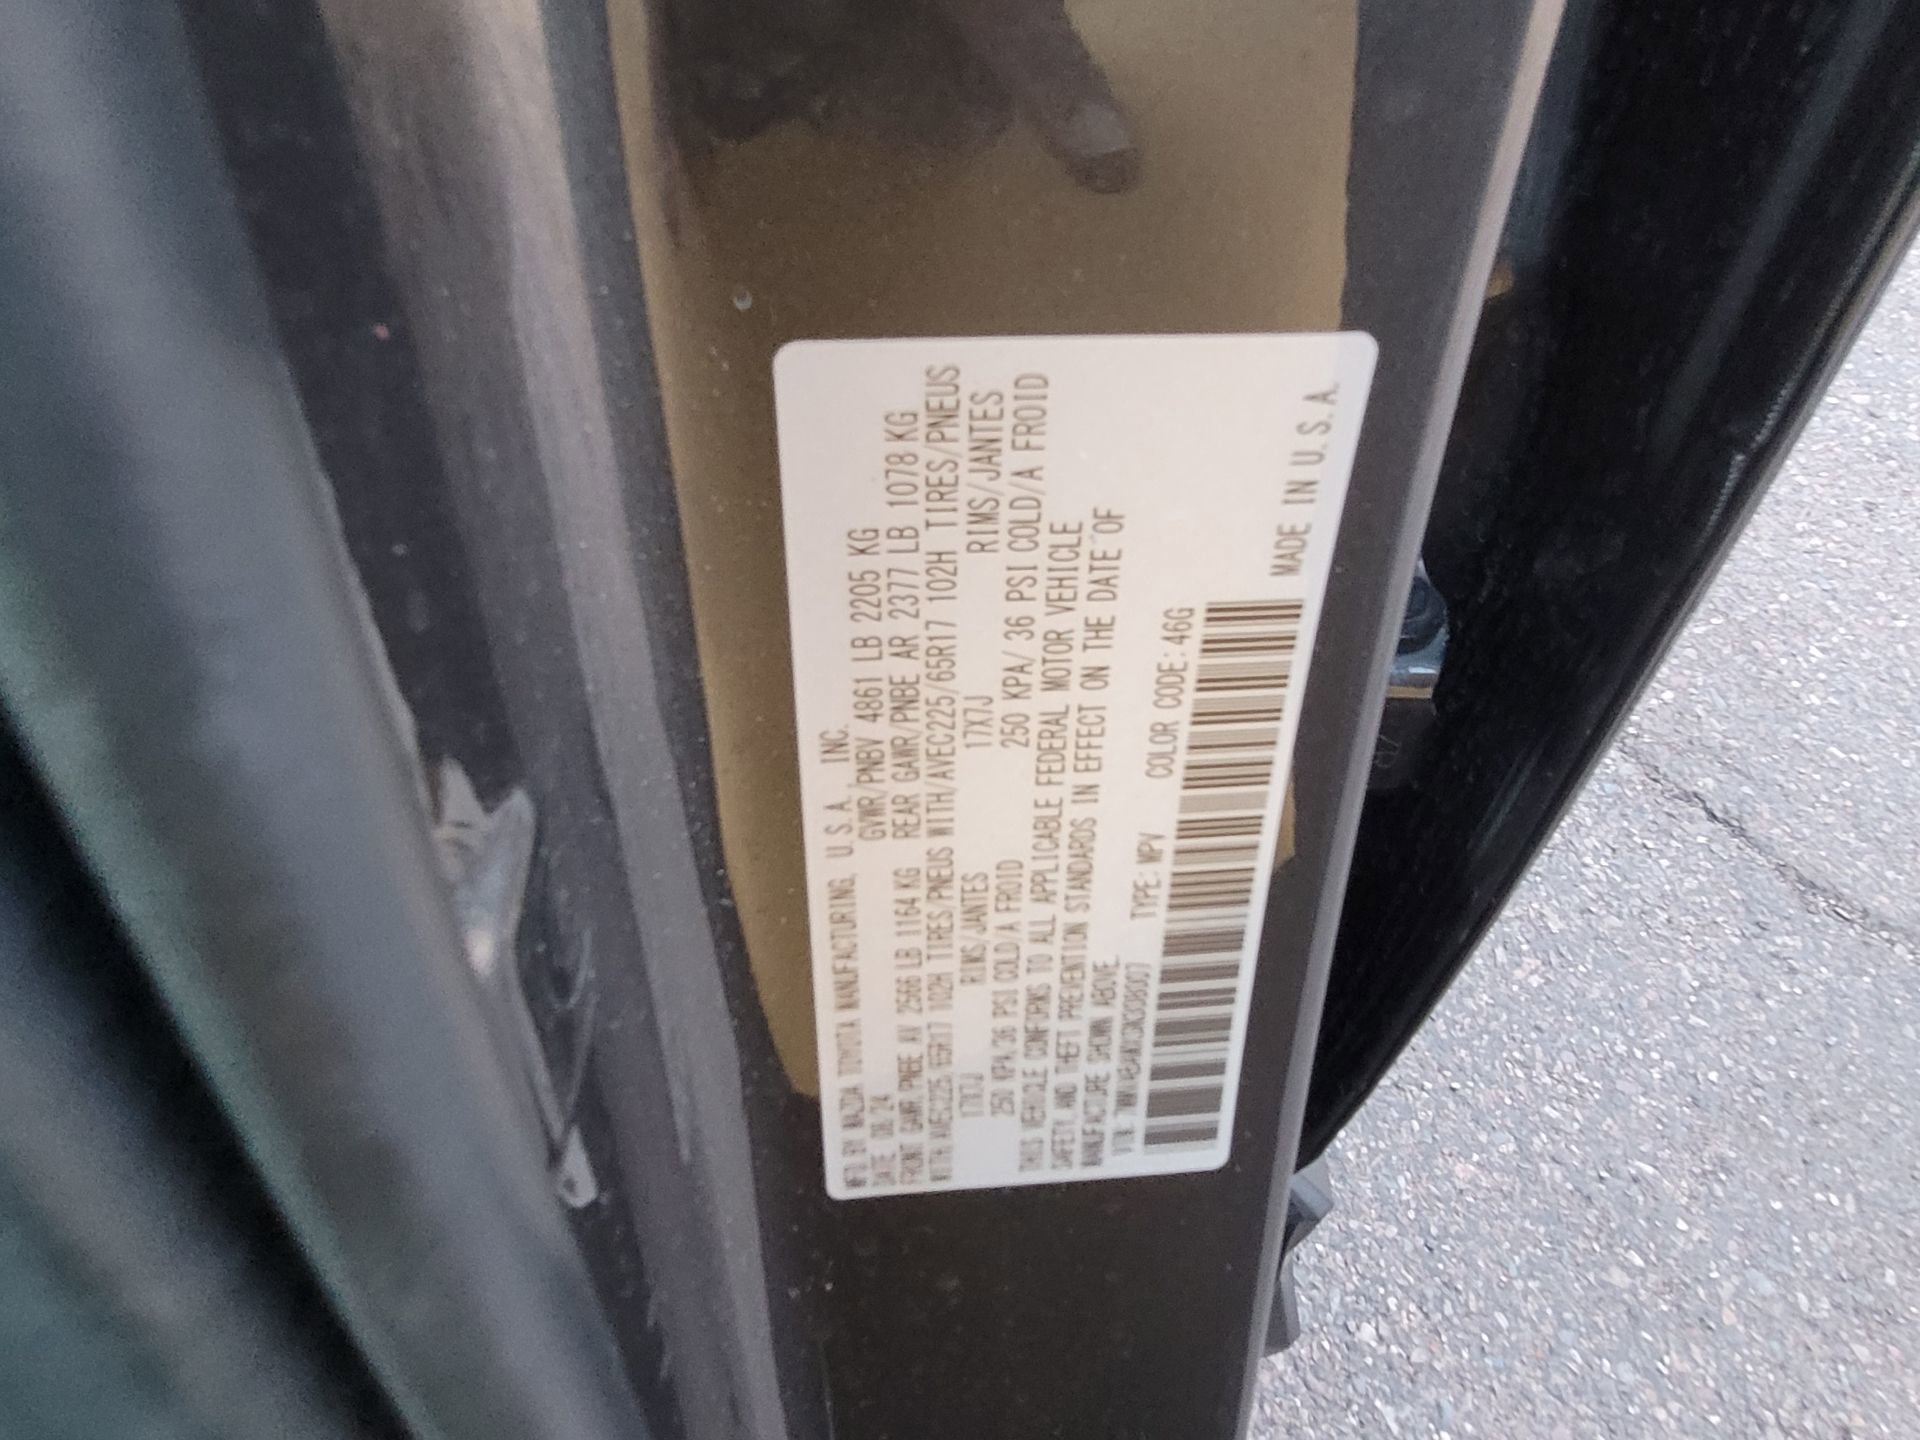 MFD. BY MAZDA TOYOTA MANUFACTURING, U.S.A., INC.
DATE 08/24 GVWR/PNBV 4861 LB 2205 KG
FRONT GAWR/PNBE AV 2566 LB 1164 KG REAR GAWR/PNBE AR 2377 LB 1078 KG
WITH/AVEC225/65R17 102H TIRES/PNEUS WITH/AVEC225/65R17 102H TIRES/PNEUS
17X7J RIMS/JANTES 17X7J RIMS/JANTES
250 KPA/36 PSI COLD/A FROID 250 KPA/ 36 PSI COLD/A FROID
THIS VEHICLE CONFORMS TO ALL APPLICABLE FEDERAL MOTOR VEHICLE
SAFETY, AND THEFT PREVENTION STANDARDS IN EFFECT ON THE DATE OF
MANUFACTURE SHOWN ABOVE.
VIN: TYPE: MPV COLOR CODE: 46G
MADE IN U.S.A.